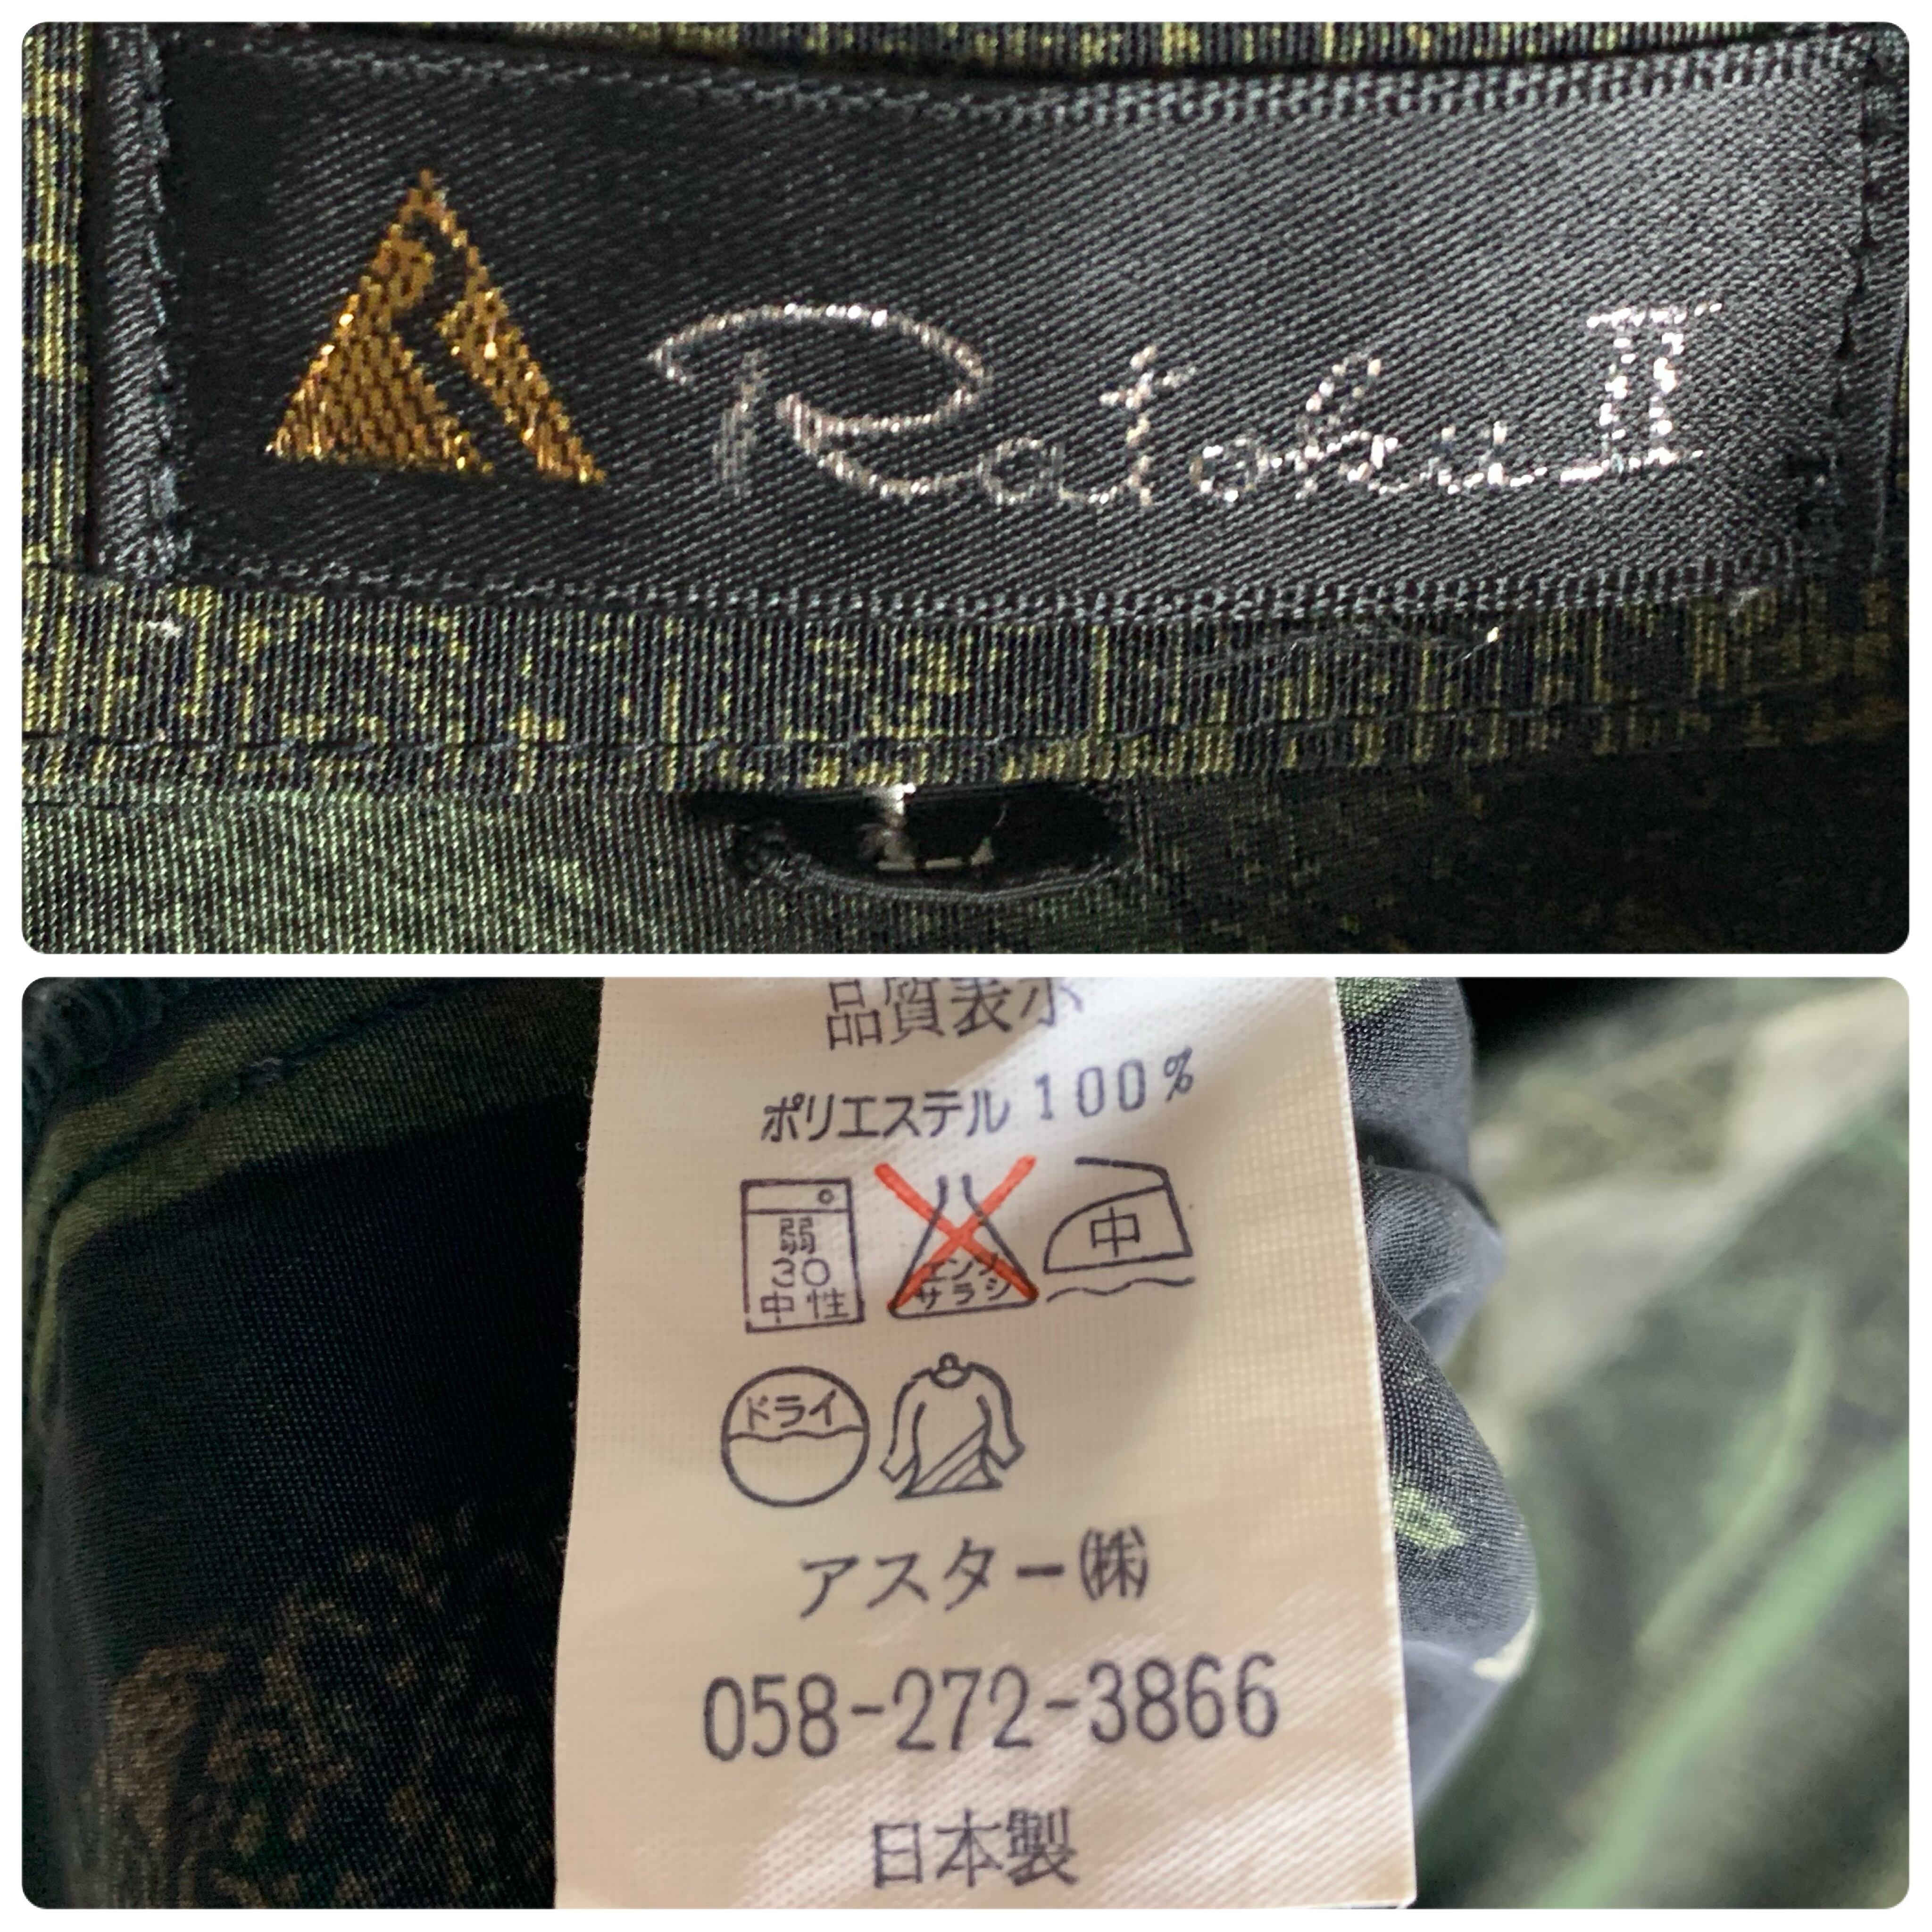 Ratoku II
品質表示
ポリエステル 100%
弱
30
中性
エンソ
サラシ
中
ドライ
アスター㈱
058-272-3866
日本製